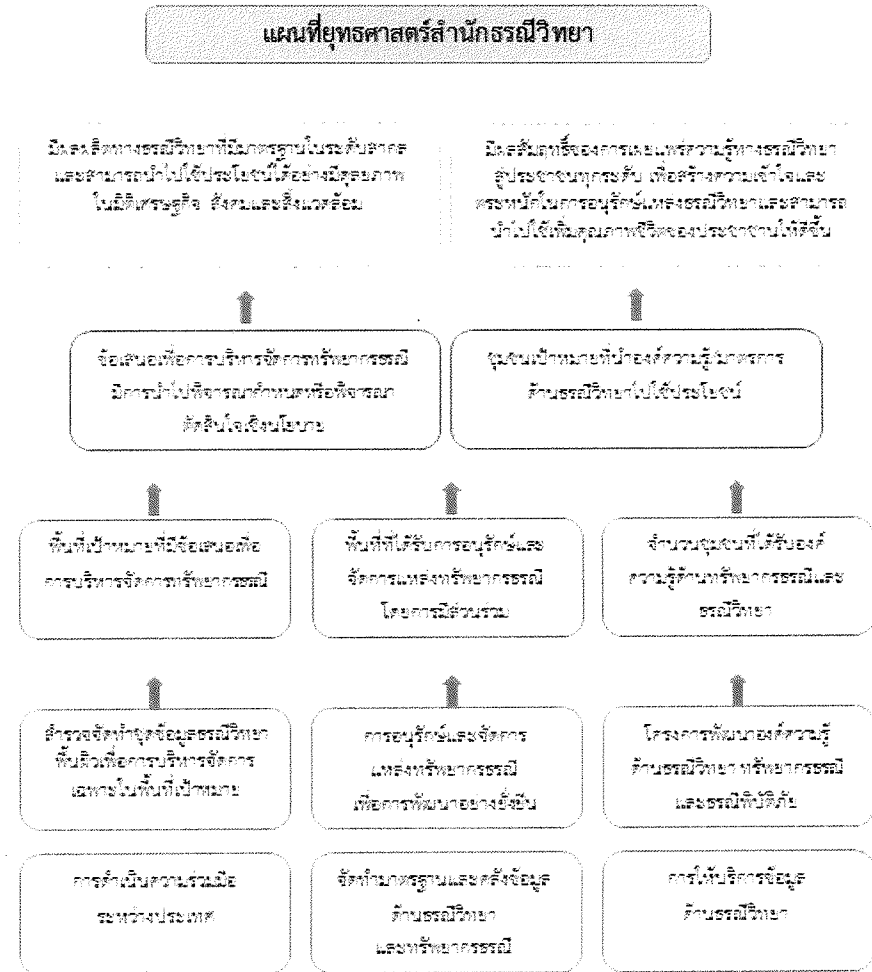 แผนที่ยุทธศาสตร์สำนักธรณีวิทยา
มีผลผลิตทางธรณีวิทยาที่มีมาตรฐานในระดับสากล
และสามารถนำไปใช้ประโยชน์ได้อย่างมีดุลยภาพ
ในมิติเศรษฐกิจ สังคมและสิ่งแวดล้อม
มีผลสัมฤทธิ์ของการเผยแพร่ความรู้ทางธรณีวิทยา
สู่ประชาชนทุกระดับ เพื่อสร้างความเข้าใจและ
ตระหนักในการอนุรักษ์แหล่งธรณีวิทยาและสามารถ
นำไปใช้เพิ่มคุณภาพชีวิตของประชาชนให้ดีขึ้น
ข้อเสนอเพื่อการบริหารจัดการทรัพยากรธรณี
มีการนำไปพิจารณากำหนดหรือพิจารณา
ตัดสินใจเชิงนโยบาย
ชุมชนเป้าหมายที่นำองค์ความรู้/มาตรการ
ด้านธรณีวิทยาไปใช้ประโยชน์
พื้นที่เป้าหมายที่มีข้อเสนอเพื่อ
การบริหารจัดการทรัพยากรธรณี
พื้นที่ที่ได้รับการอนุรักษ์และ
จัดการแหล่งทรัพยากรธรณี
โดยการมีส่วนร่วม
จำนวนชุมชนที่ได้รับองค์
ความรู้ด้านทรัพยากรธรณีและ
ธรณีวิทยา
สำรวจจัดทำชุดข้อมูลธรณีวิทยา
พื้นผิวเพื่อการบริหารจัดการ
เฉพาะในพื้นที่เป้าหมาย
การอนุรักษ์และจัดการ
แหล่งทรัพยากรธรณี
เพื่อการพัฒนาอย่างยั่งยืน
โครงการพัฒนาองค์ความรู้
ด้านธรณีวิทยา ทรัพยากรธรณี
และธรณีพิบัติภัย
การดำเนินความร่วมมือ
ระหว่างประเทศ
จัดทำมาตรฐานและคลังข้อมูล
ด้านธรณีวิทยา
และทรัพยากรธรณี
การให้บริการข้อมูล
ด้านธรณีวิทยา